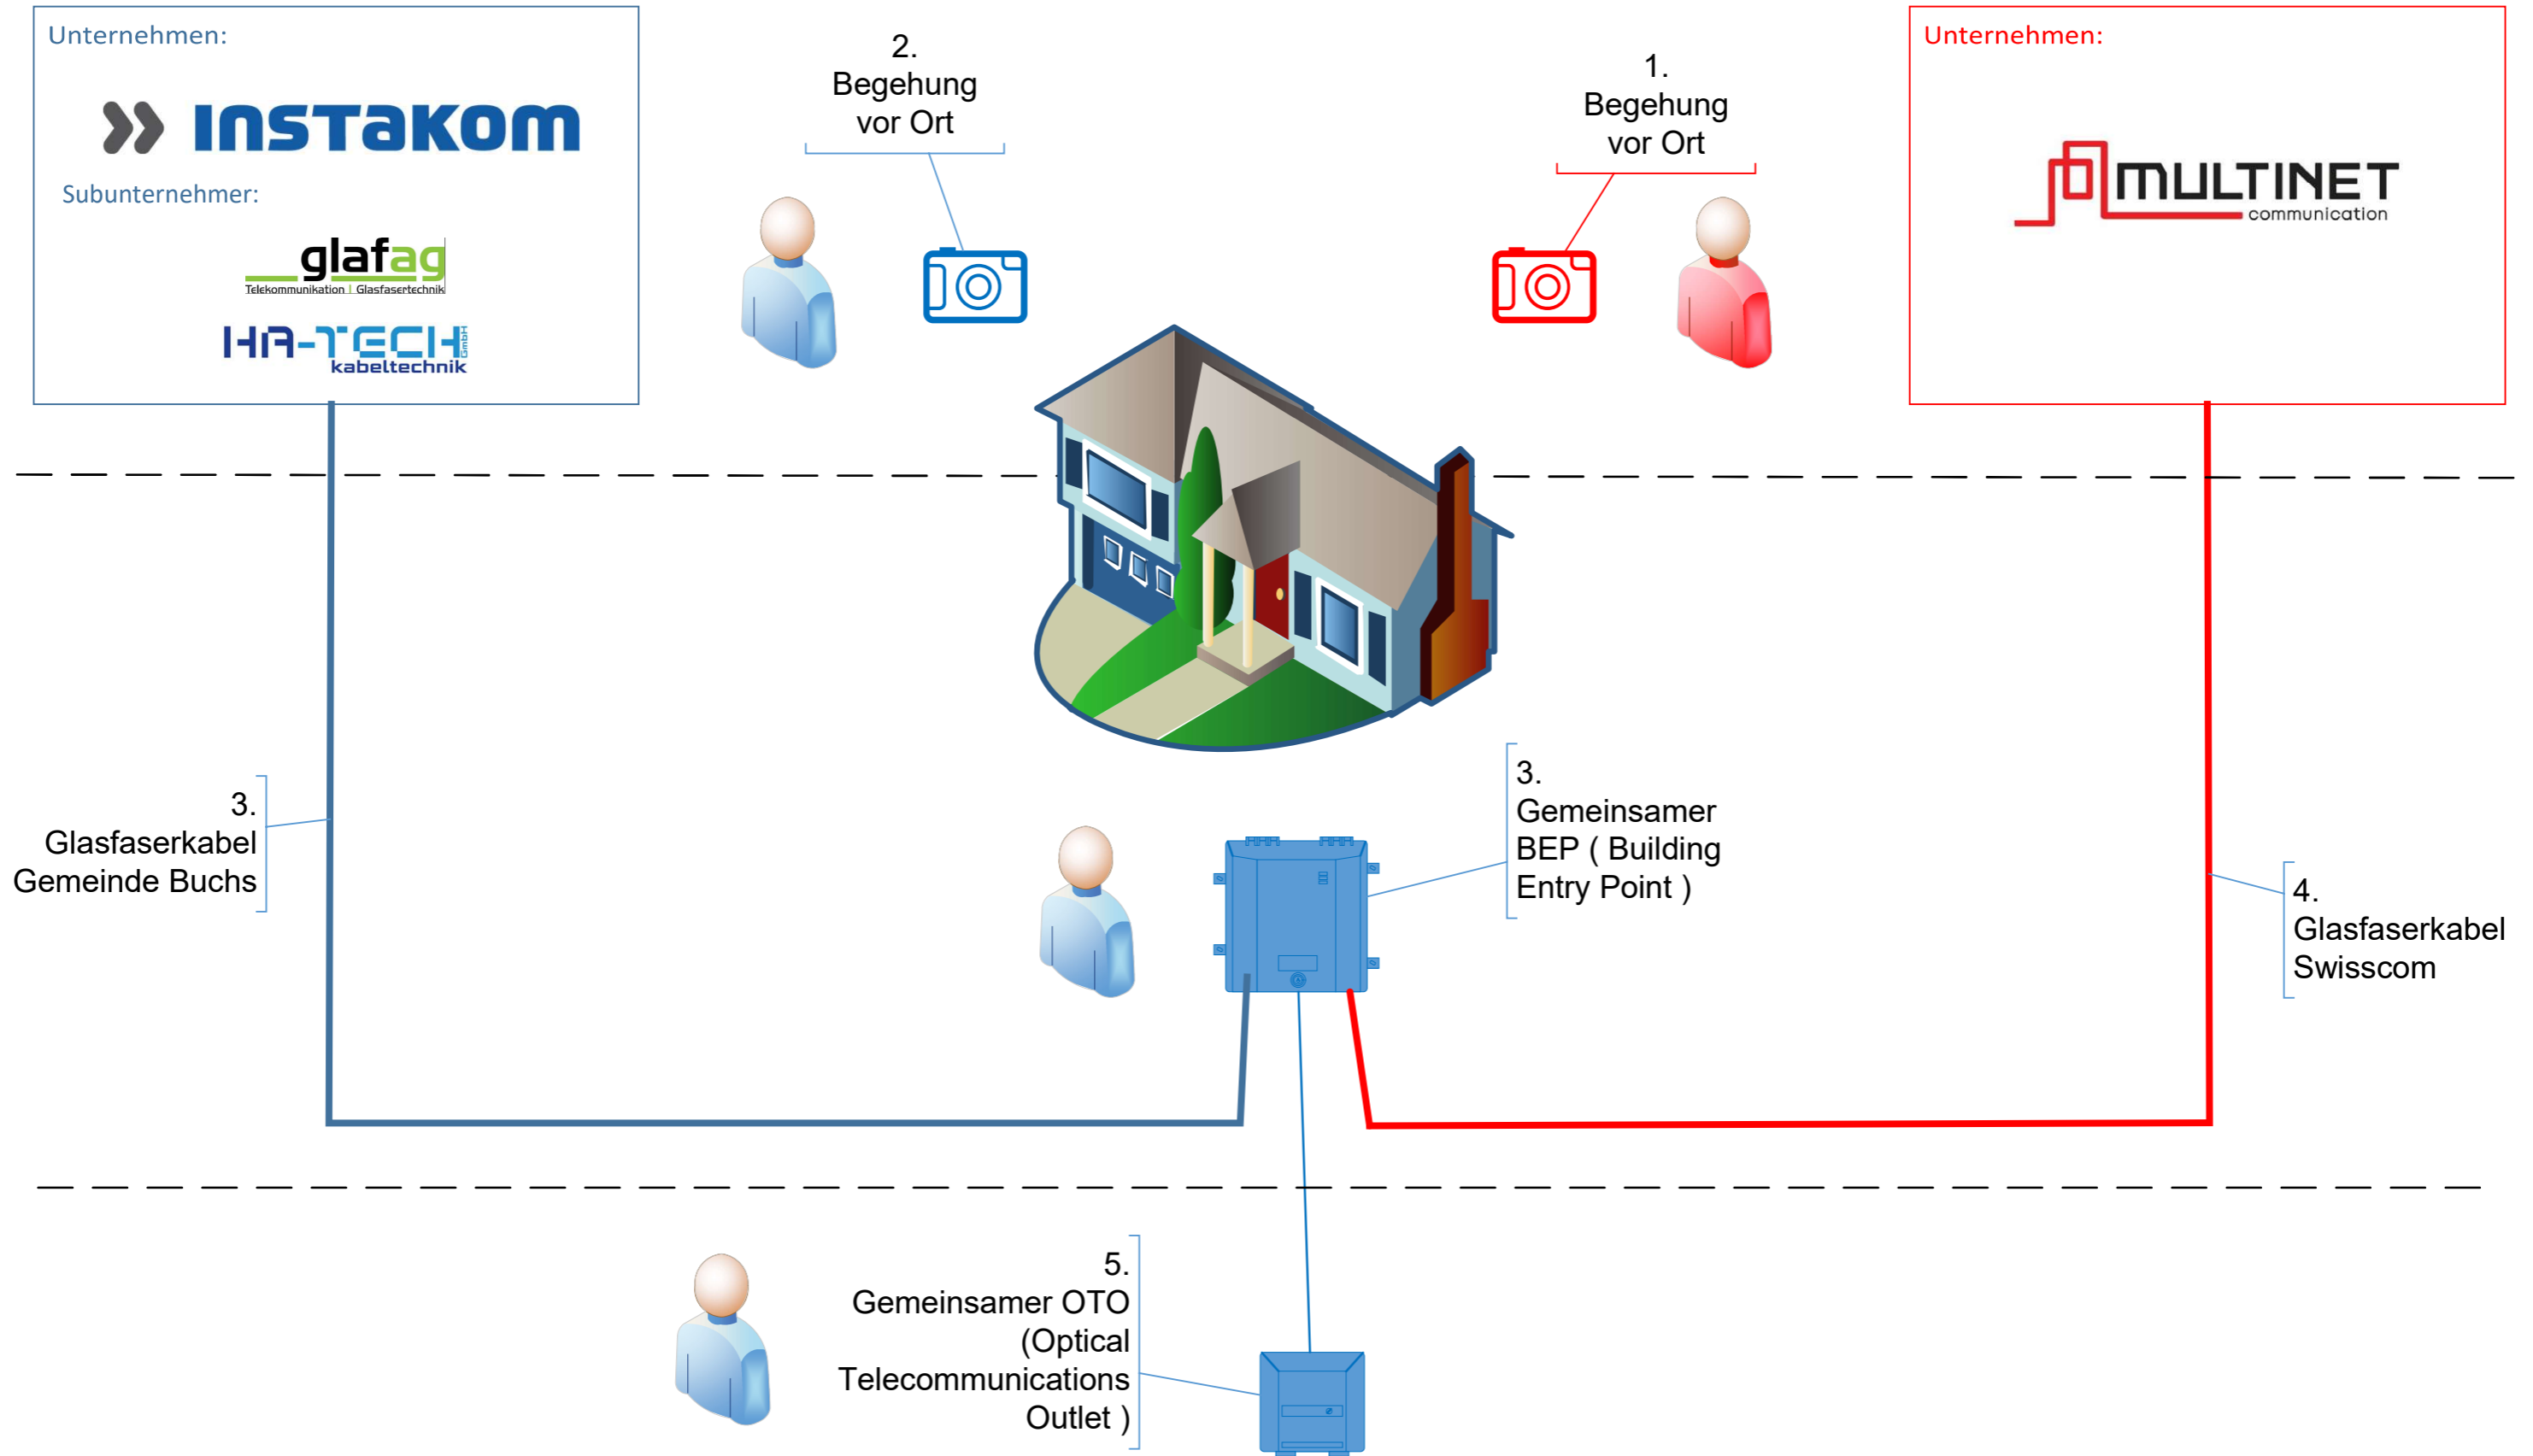 Unternehmen:
INSTAKOM
Subunternehmer:
glafag
Telekommunikation | Glasfasertechnik
HA-TECH GmbH
kabeltechnik
2.
Begehung
vor Ort
1.
Begehung
vor Ort
Unternehmen:
MULTINET
communication
3.
Glasfaserkabel
Gemeinde Buchs
3.
Gemeinsamer
BEP ( Building
Entry Point )
4.
Glasfaserkabel
Swisscom
5.
Gemeinsamer OTO
(Optical
Telecommunications
Outlet )